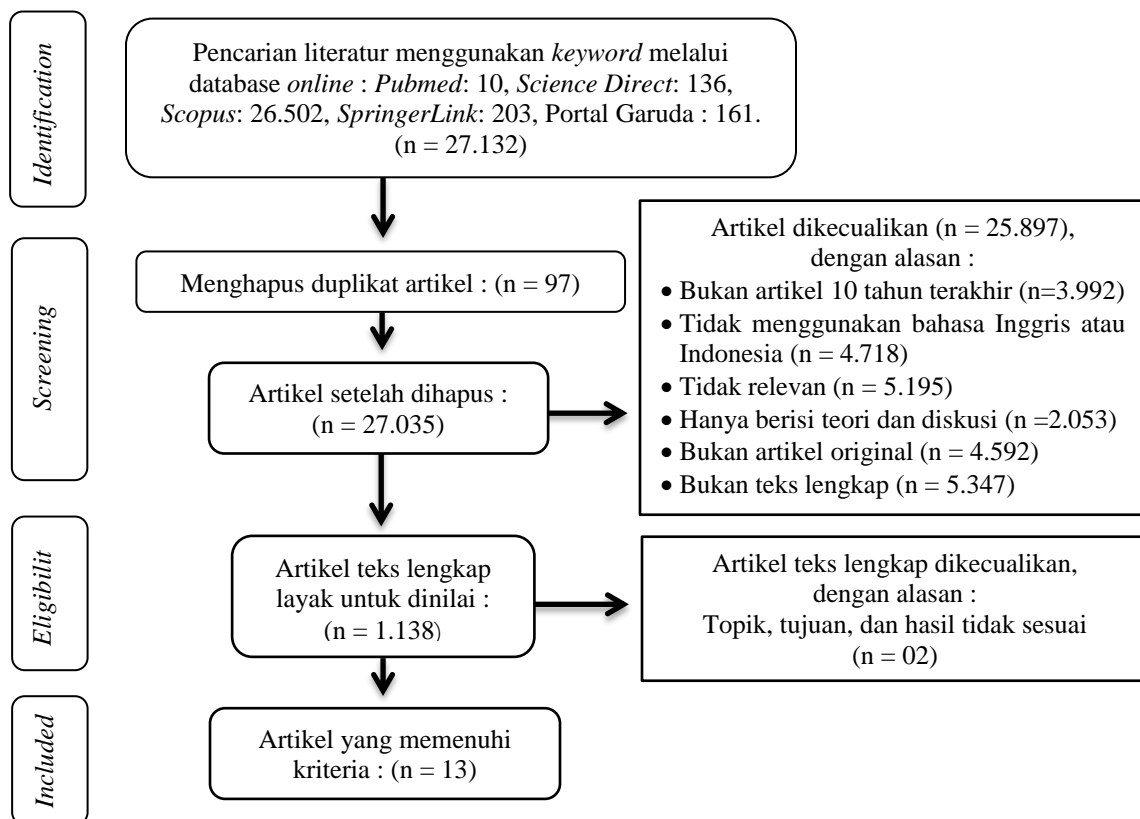 Identification
Pencarian literatur menggunakan keyword melalui
database online : Pubmed: 10, Science Direct: 136,
Scopus: 26.502, SpringerLink: 203, Portal Garuda : 161.
(n = 27.132)
Screening
Menghapus duplikat artikel : (n = 97)
Artikel setelah dihapus :
(n = 27.035)
Artikel dikecualikan (n = 25.897),
dengan alasan :
• Bukan artikel 10 tahun terakhir (n=3.992)
• Tidak menggunakan bahasa Inggris atau
Indonesia (n = 4.718)
• Tidak relevan (n = 5.195)
• Hanya berisi teori dan diskusi (n =2.053)
• Bukan artikel original (n = 4.592)
• Bukan teks lengkap (n = 5.347)
Eligibilit
Artikel teks lengkap
layak untuk dinilai :
(n = 1.138)
Artikel teks lengkap dikecualikan,
dengan alasan :
Topik, tujuan, dan hasil tidak sesuai
(n = 02)
Included
Artikel yang memenuhi
kriteria : (n = 13)